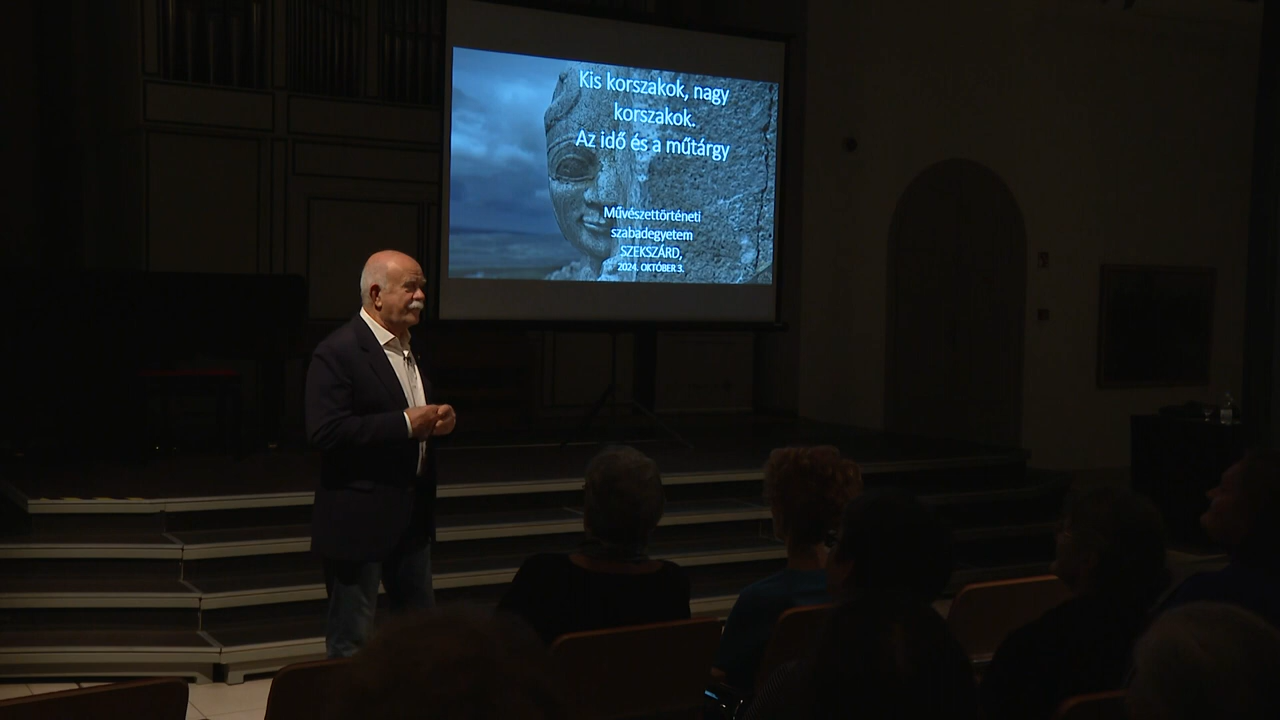 Kis korszakok, nagy
korszakok.
Az idő és a műtárgy
Művészettörténeti
szabadegyetem
SZEKSZÁRD,
2024. OKTÓBER 3.